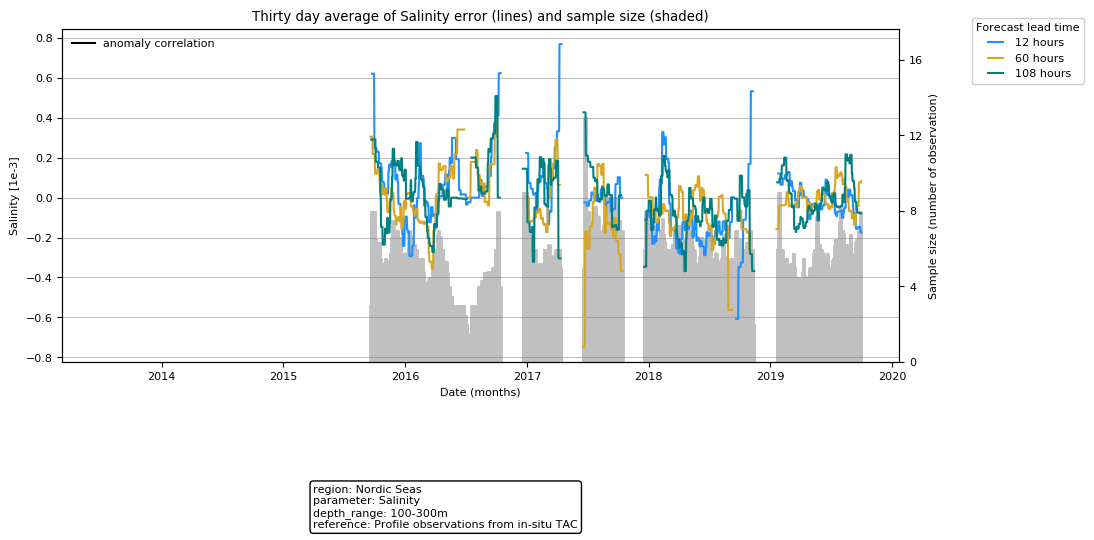 Thirty day average of Salinity error (lines) and sample size (shaded)
Forecast lead time
12 hours
60 hours
108 hours
anomaly correlation
Salinity [1e-3]
0.8
0.6
0.4
0.2
0.0
−0.2
−0.4
−0.6
−0.8
16
12
8
4
0
Sample size (number of observation)
2014 2015 2016 2017 2018 2019 2020
Date (months)
region: Nordic Seas
parameter: Salinity
depth_range: 100-300m
reference: Profile observations from in-situ TAC